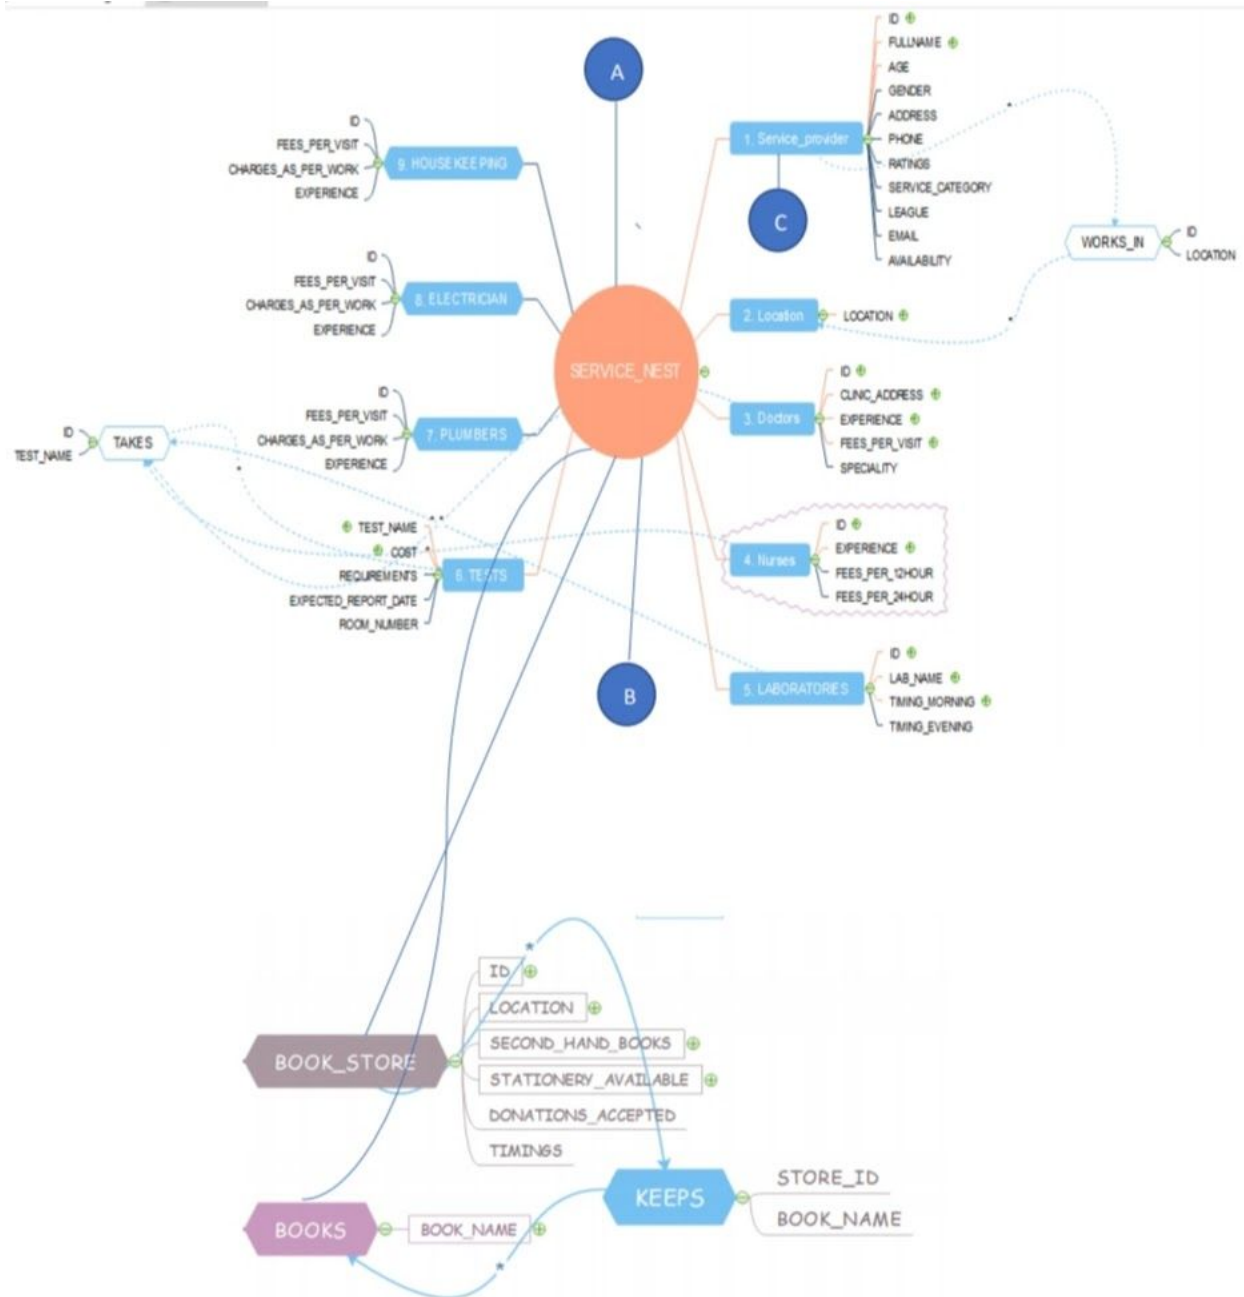 A
ID
FULLNAME
AGE
GENDER
ADDRESS
PHONE
RATINGS
SERVICE_CATEGORY
LEAGUE
EMAIL
AVAILABILITY
1. Service_provider
C
WORKS_IN
ID
LOCATION
ID
FEES_PER_VISIT
CHARGES_AS_PER_WORK
EXPERIENCE
9. HOUSE KEEPING
ID
FEES_PER_VISIT
CHARGES_AS_PER_WORK
EXPERIENCE
8. ELECTRICIAN
SERVICE_NEST
2. Location
LOCATION
ID
CLINIC_ADDRESS
EXPERIENCE
FEES_PER_VISIT
SPECIALITY
3. Doctors
ID
FEES_PER_VISIT
CHARGES_AS_PER_WORK
EXPERIENCE
7. PLUMBERS
ID
TEST_NAME
TAKES
TEST_NAME
COST
REQUIREMENTS
EXPECTED_REPORT_DATE
ROOM_NUMBER
6. TESTS
4. Nurses
ID
EXPERIENCE
FEES_PER_12HOUR
FEES_PER_24HOUR
B
5. LABORATORIES
ID
LAB_NAME
TIMING_MORNING
TIMING_EVENING
BOOK_STORE
ID
LOCATION
SECOND_HAND_BOOKS
STATIONERY_AVAILABLE
DONATIONS_ACCEPTED
TIMINGS
KEEPS
STORE_ID
BOOK_NAME
BOOKS
BOOK_NAME